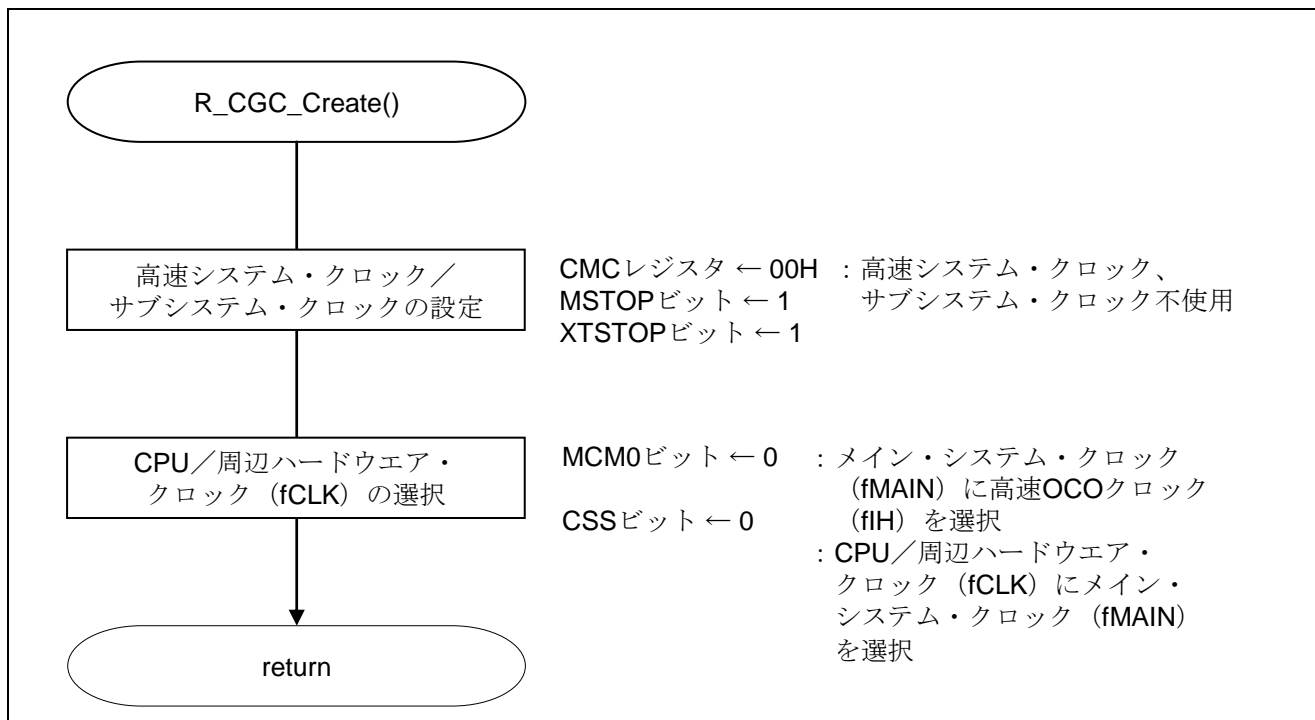 R_CGC_Create()
高速システム・クロック／
サブシステム・クロックの設定
CMCレジスタ ← 00H ：高速システム・クロック、
MSTOPビット ← 1 サブシステム・クロック不使用
XTSTOPビット ← 1
CPU／周辺ハードウエア・
クロック（fCLK）の選択
MCM0ビット ← 0 ：メイン・システム・クロック
（fMAIN）に高速OCOクロック
CSSビット ← 0 （fIH）を選択
：CPU／周辺ハードウエア・
クロック（fCLK）にメイン・
システム・クロック（fMAIN）
を選択
return